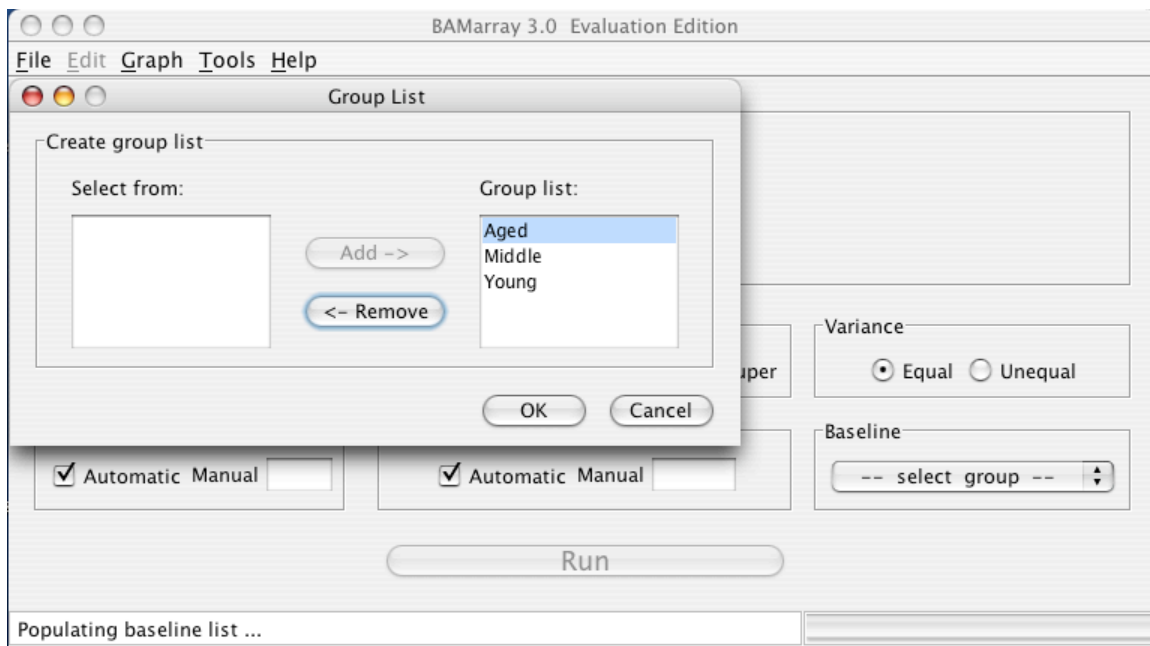 BAMarray 3.0 Evaluation Edition
File Edit Graph Tools Help
Group List
Create group list
Select from:
Group list:
Add ->
<- Remove
Aged
Middle
Young
OK Cancel
Variance
Equal Unequal
Baseline
Automatic Manual
Automatic Manual
-- select group --
Run
Populating baseline list ...